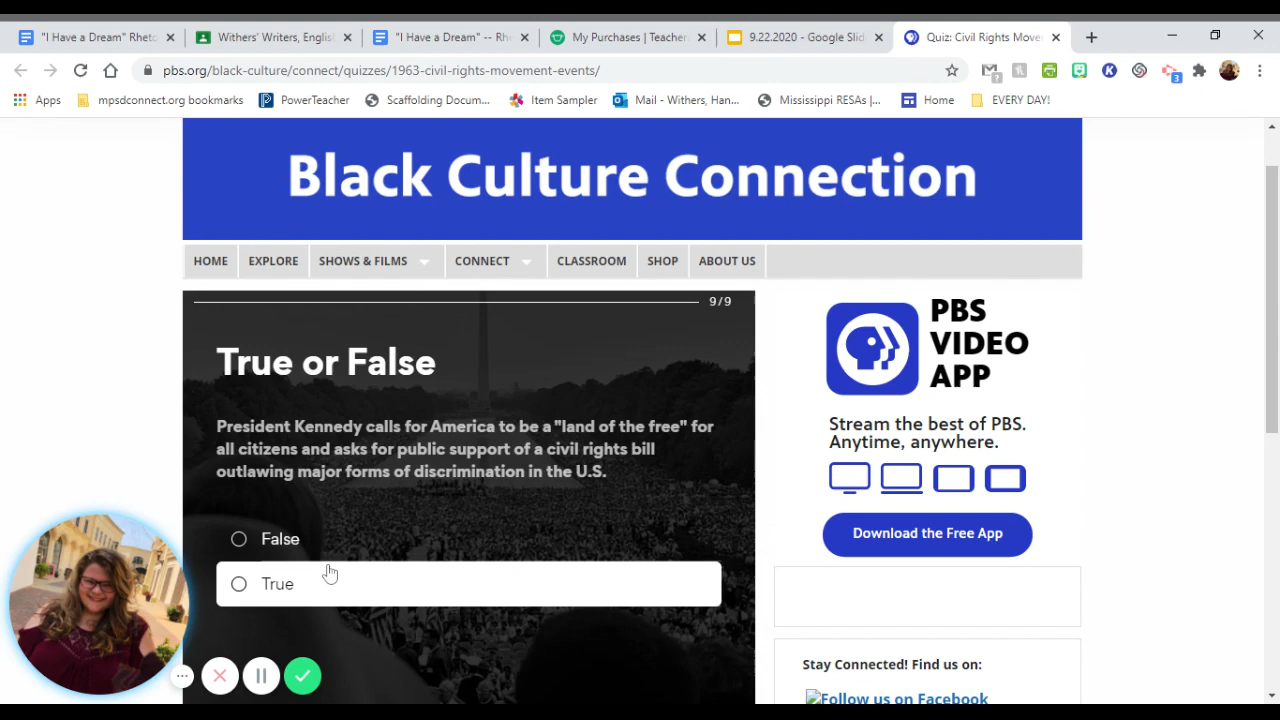 "I Have a Dream" Rheto
Withers' Writers, Englis
"I Have a Dream" -- Rhe
My Purchases | Teacher
9.22.2020 - Google Slid
Quiz: Civil Rights Move
pbs.org/black-culture/connect/quizzes/1963-civil-rights-movement-events/
Apps
mpsdconnect.org bookmarks
PowerTeacher
Scaffolding Docum...
Item Sampler
Mail - Withers, Han...
Mississippi RESAs |...
Home
EVERY DAY!
Black Culture Connection
HOME EXPLORE SHOWS & FILMS CONNECT CLASSROOM SHOP ABOUT US
9/9
True or False
President Kennedy calls for America to be a "land of the free" for
all citizens and asks for public support of a civil rights bill
outlawing major forms of discrimination in the U.S.
False
True
PBS
VIDEO
APP
Stream the best of PBS.
Anytime, anywhere.
Download the Free App
Stay Connected! Find us on:
Follow us on Facebook